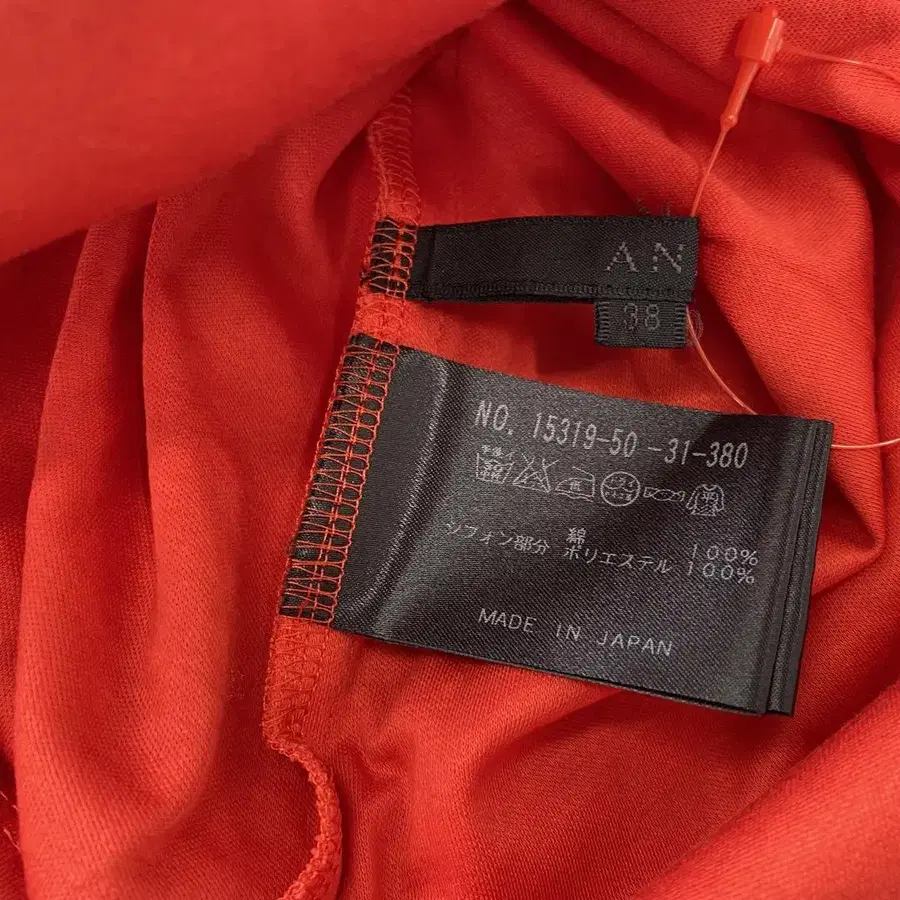 AN
38
NO. 15319-50-31-380
綿 100%
シフォン部分 ポリエステル 100%
MADE IN JAPAN